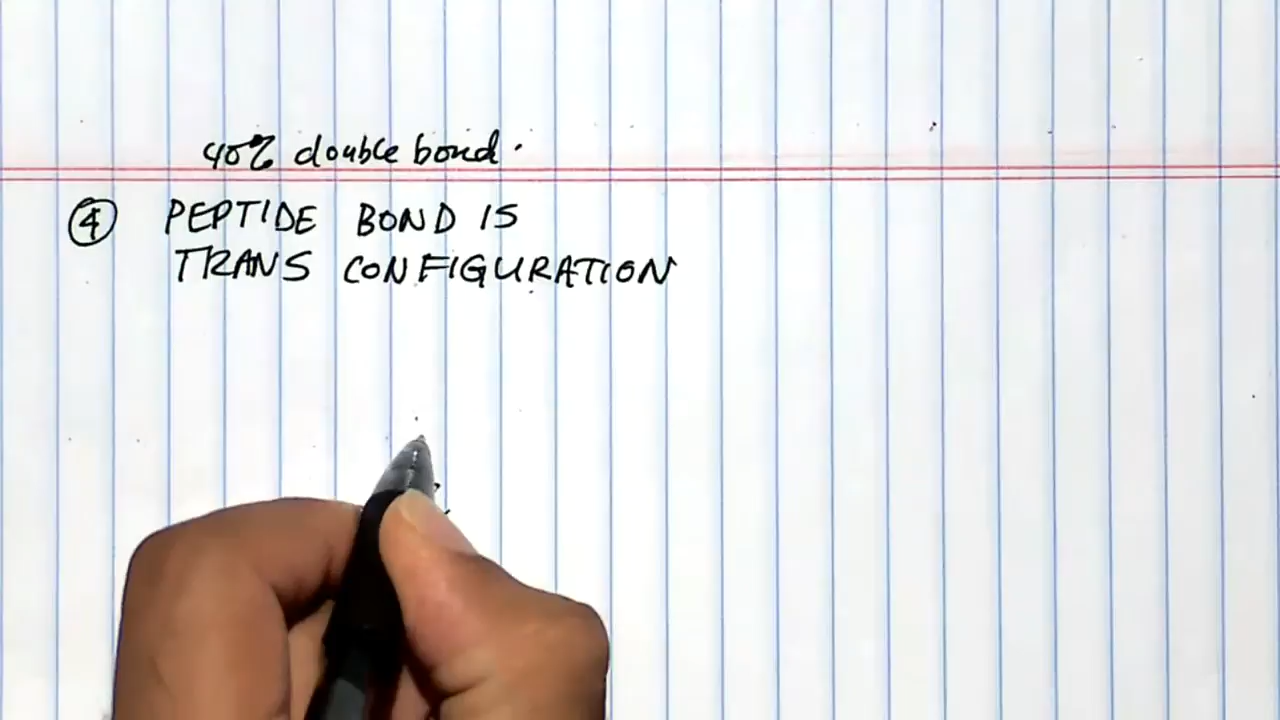 40% double bond.
④ PEPTIDE BOND IS
TRANS CONFIGURATION